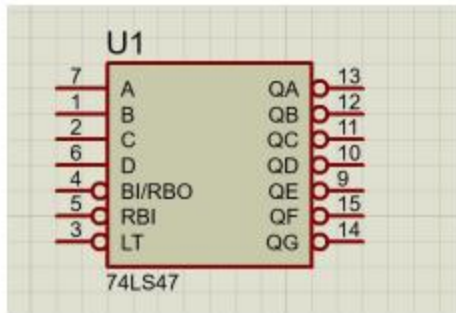 U1
7 A QA 13
1 B QB 12
2 C QC 11
6 D QD 10
4 BI/RBO QE 9
5 RBI QF 15
3 LT QG 14
74LS47